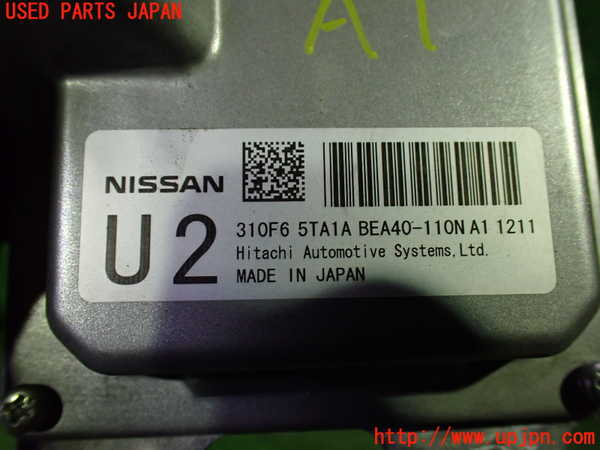 USED PARTS JAPAN
A1
NISSAN
U2
310F6 5TA1A BEA40-110N A1 1211
Hitachi Automotive Systems,Ltd.
MADE IN JAPAN
http://www.upjpn.com/